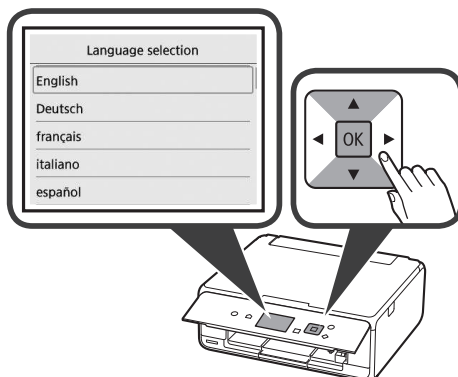 Language selection
English
Deutsch
français
italiano
español
OK